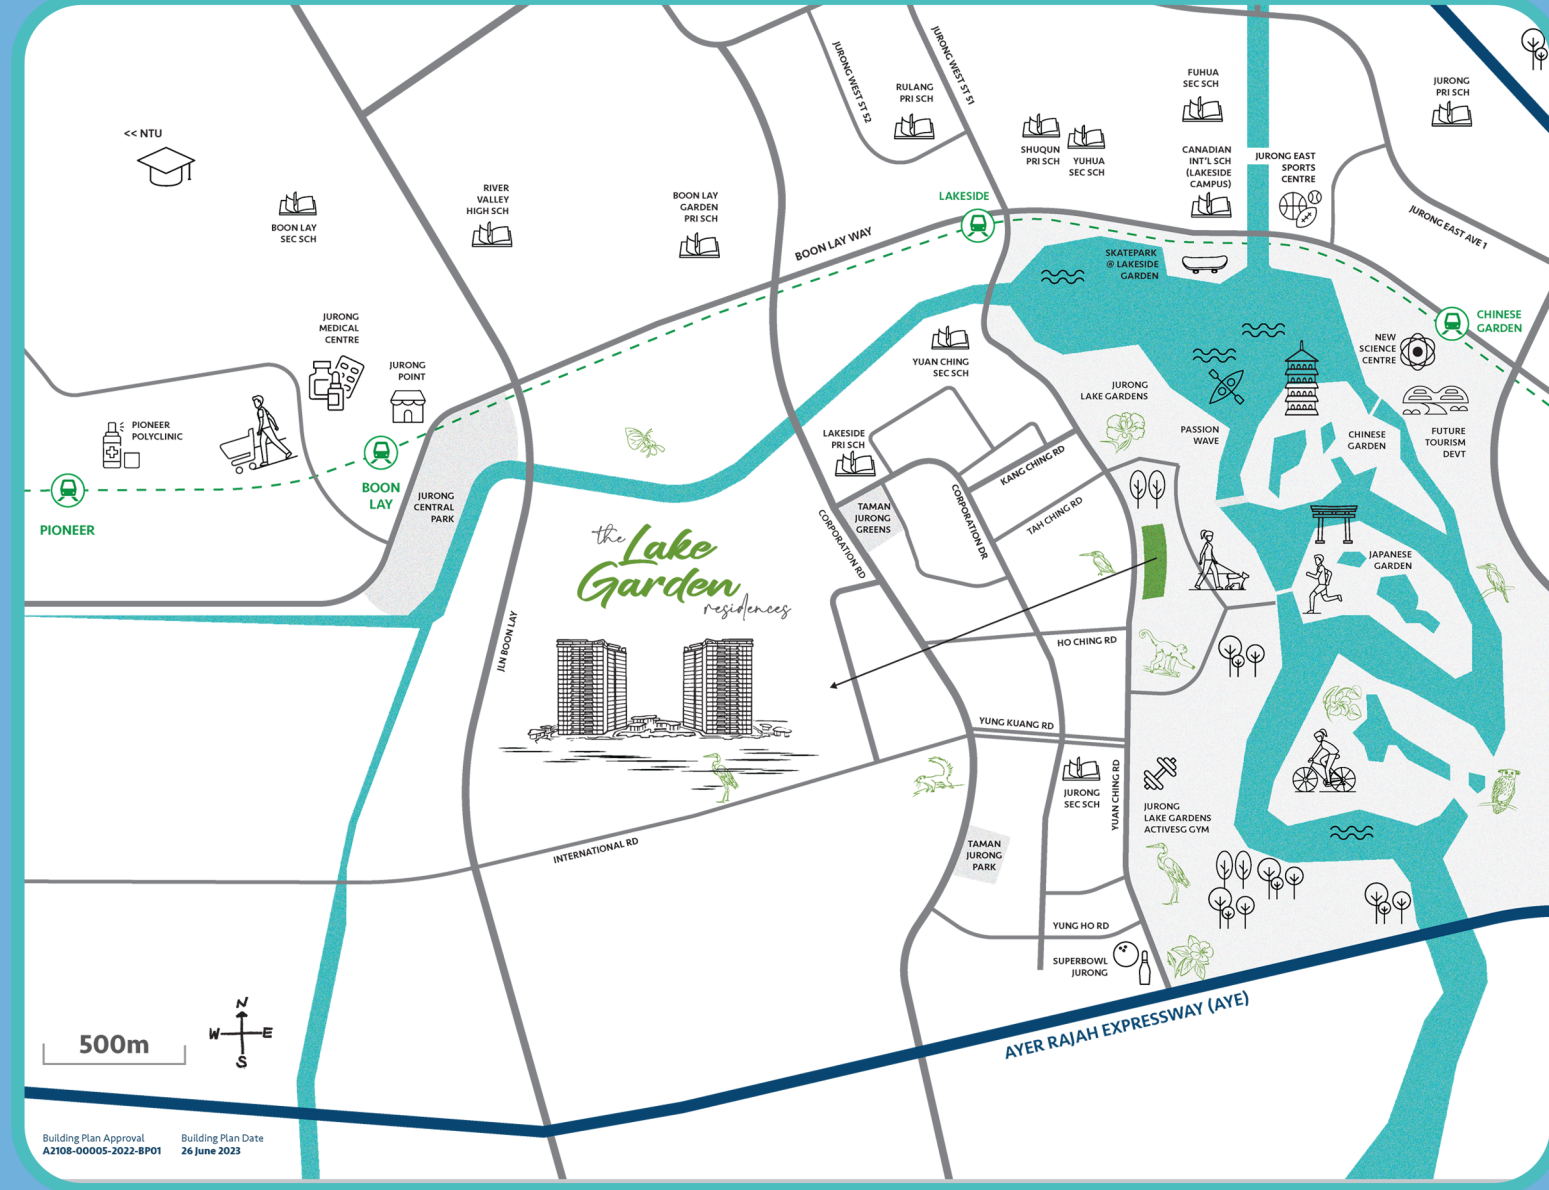 << NTU
BOON LAY
SEC SCH
RIVER
VALLEY
HIGH SCH
BOON LAY
GARDEN
PRI SCH
JURONG WEST ST 52
JURONG WEST ST 51
RULANG
PRI SCH
SHUQUN
PRI SCH
YUHUA
SEC SCH
FUHUA
SEC SCH
CANADIAN
INT'L SCH
(LAKESIDE
CAMPUS)
JURONG EAST
SPORTS
CENTRE
JURONG
PRI SCH
JURONG EAST AVE 1
LAKESIDE
BOON LAY WAY
SKATEPARK
@ LAKESIDE
GARDEN
CHINESE
GARDEN
NEW
SCIENCE
CENTRE
JURONG
MEDICAL
CENTRE
JURONG
POINT
PIONEER
POLYCLINIC
PIONEER
BOON
LAY
JURONG
CENTRAL
PARK
YUAN CHING
SEC SCH
JURONG
LAKE GARDENS
PASSION
WAVE
CHINESE
GARDEN
FUTURE
TOURISM
DEVT
LAKESIDE
PRI SCH
TAMAN
JURONG
GREENS
CORPORATION RD
CORPORATION DR
KANG CHING RD
TAH CHING RD
JAPANESE
GARDEN
the
Lake
Garden
residences
JLN BOON LAY
HO CHING RD
YUNG KUANG RD
JURONG
SEC SCH
YUAN CHING RD
JURONG
LAKE GARDENS
ACTIVESG GYM
INTERNATIONAL RD
TAMAN
JURONG
PARK
YUNG HO RD
SUPERBOWL
JURONG
AYER RAJAH EXPRESSWAY (AYE)
500m
N
W E
S
Building Plan Approval
A2108-00005-2022-BP01
Building Plan Date
26 June 2023